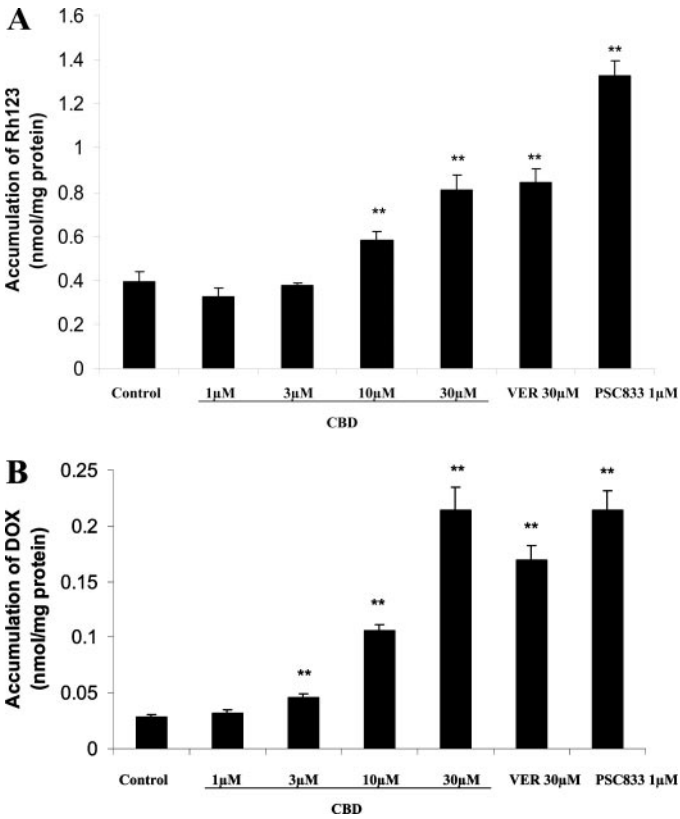 A
Accumulation of Rh123
(nmol/mg protein)
1.6
1.4
1.2
1
0.8
0.6
0.4
0.2
0
**
**
**
**
Control
1µM
3µM
10µM
30µM
VER 30µM
PSC833 1µM
CBD
B
Accumulation of DOX
(nmol/mg protein)
0.25
0.2
0.15
0.1
0.05
0
**
**
**
**
**
Control
1µM
3µM
10µM
30µM
VER 30µM
PSC833 1µM
CBD